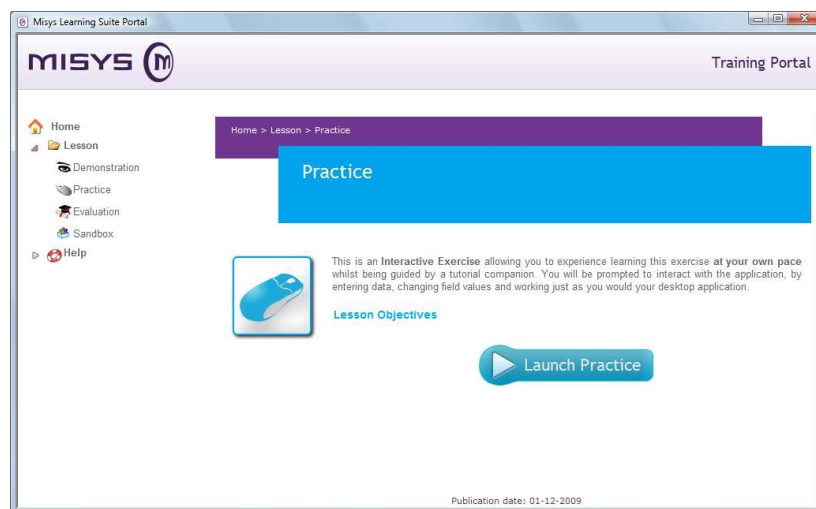 Misys Learning Suite Portal
MISYS M
Training Portal
Home
Lesson
Demonstration
Practice
Evaluation
Sandbox
Help
Home > Lesson > Practice
Practice
This is an Interactive Exercise allowing you to experience learning this exercise at your own pace
whilst being guided by a tutorial companion. You will be prompted to interact with the application, by
entering data, changing field values and working just as you would your desktop application.
Lesson Objectives
Launch Practice
Publication date: 01-12-2009